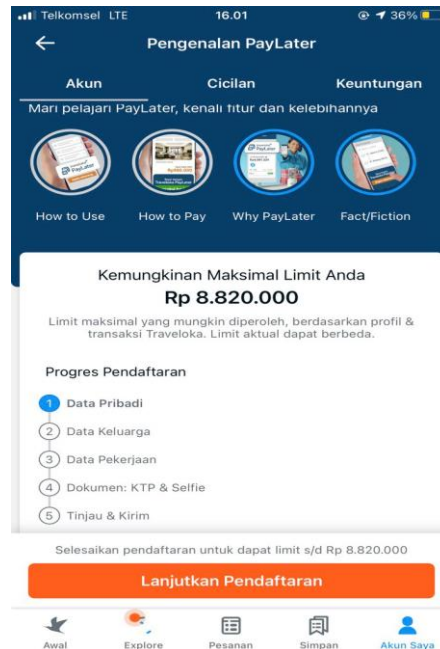 Telkomsel LTE 16.01 36%
Pengenalan PayLater
Akun Cicilan Keuntungan
Mari pelajari PayLater, kenali fitur dan kelebihannya
How to Use How to Pay Why PayLater Fact/Fiction
Kemungkinan Maksimal Limit Anda
Rp 8.820.000
Limit maksimal yang mungkin diperoleh, berdasarkan profil &
transaksi Traveloka. Limit aktual dapat berbeda.
Progres Pendaftaran
1 Data Pribadi
2 Data Keluarga
3 Data Pekerjaan
4 Dokumen: KTP & Selfie
5 Tinjau & Kirim
Selesaikan pendaftaran untuk dapat limit s/d Rp 8.820.000
Lanjutkan Pendaftaran
Awal Explore Pesanan Simpan Akun Saya